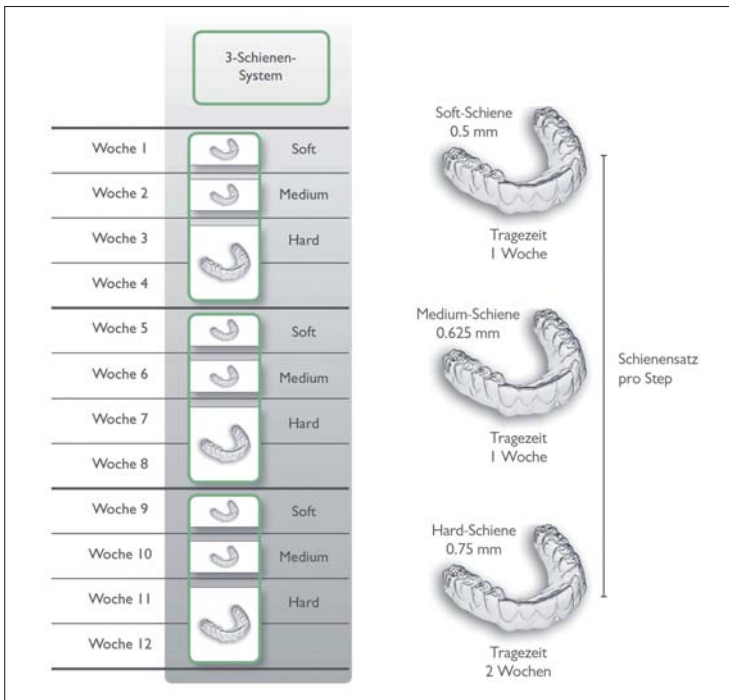 3-Schienen-
System
Woche 1 Soft
Woche 2 Medium
Woche 3 Hard
Woche 4
Woche 5 Soft
Woche 6 Medium
Woche 7 Hard
Woche 8
Woche 9 Soft
Woche 10 Medium
Woche 11 Hard
Woche 12
Soft-Schiene
0.5 mm
Tragezeit
1 Woche
Medium-Schiene
0.625 mm
Tragezeit
1 Woche
Hard-Schiene
0.75 mm
Tragezeit
2 Wochen
Schienensatz
pro Step